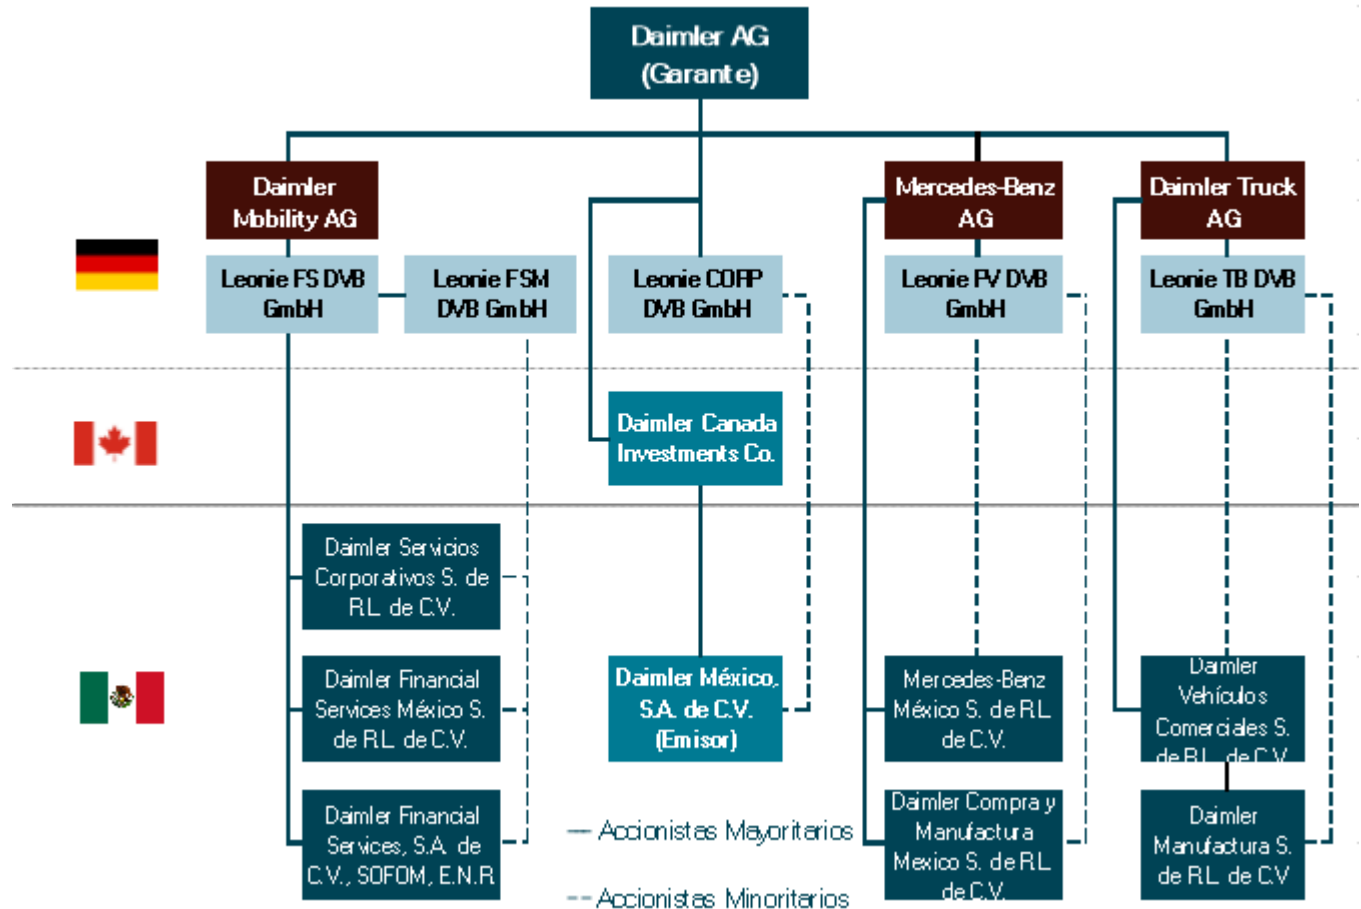 Daimler AG
(Garante)
Daimler
Mobility AG
Mercedes-Benz
AG
Daimler Truck
AG
Leonie FS DVB
GmbH
Leonie FSM
DVB GmbH
Leonie CORP
DVB GmbH
Leonie PV DVB
GmbH
Leonie TB DVB
GmbH
Daimler Canada
Investments Co.
Daimler Servicios
Corporativos S. de
R.L. de C.V.
Daimler Financial
Services México S.
de R.L. de C.V.
Daimler México,
S.A. de C.V.
(Emisor)
Mercedes-Benz
México S. de R.L.
de C.V.
Daimler
Vehículos
Comerciales S.
de R.L. de C.V.
Daimler Financial
Services, S.A. de
C.V., SOFOM, E.N.R
Daimler Compra y
Manufactura
Mexico S. de R.L.
de C.V.
Daimler
Manufactura S.
de R.L. de C.V
Accionistas Mayoritarios
Accionistas Minoritarios